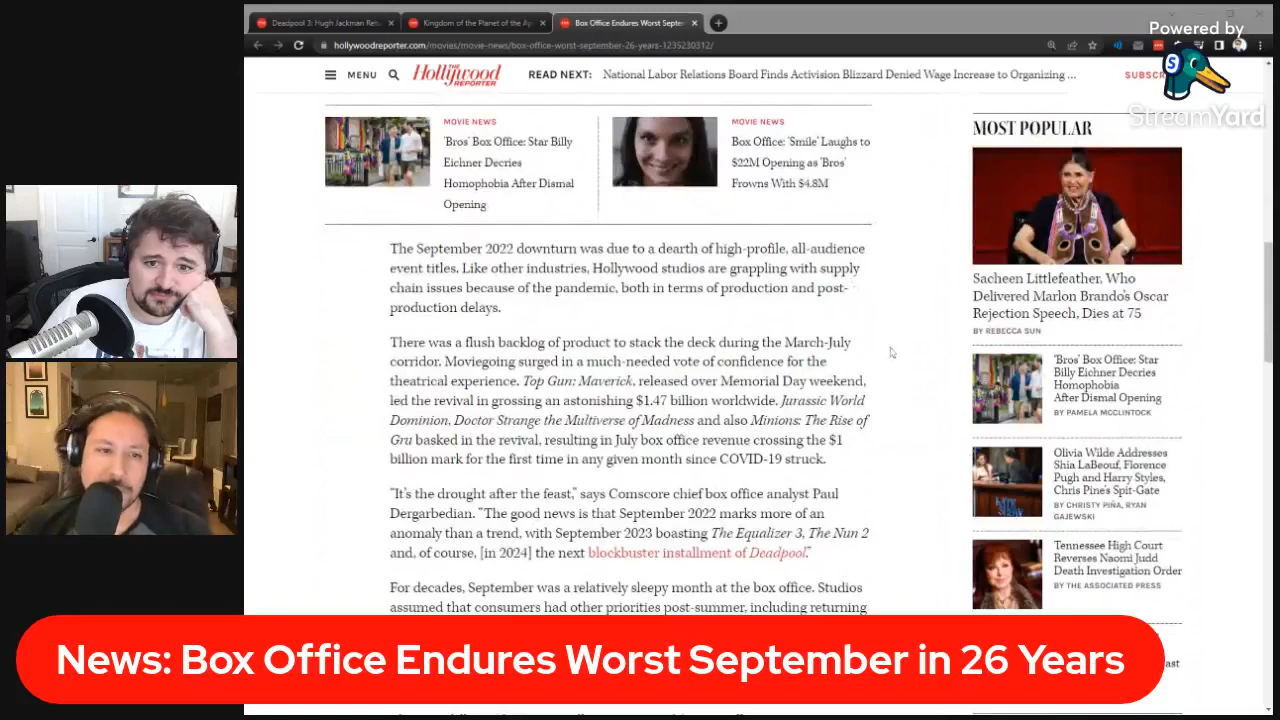 Deadpool 3: Hugh Jackman Retu
Kingdom of the Planet of the Ap
Box Office Endures Worst Septe
hollywoodreporter.com/movies/movie-news/box-office-worst-september-26-years-1235230312/
Powered by
S
StreamYard
MENU
THE
Hollywood
REPORTER
READ NEXT: National Labor Relations Board Finds Activision Blizzard Denied Wage Increase to Organizing ...
SUBSC
MOVIE NEWS
'Bros' Box Office: Star Billy
Eichner Decries
Homophobia After Dismal
Opening
MOVIE NEWS
Box Office: 'Smile' Laughs to
$22M Opening as 'Bros'
Frowns With $4.8M
The September 2022 downturn was due to a dearth of high-profile, all-audience
event titles. Like other industries, Hollywood studios are grappling with supply
chain issues because of the pandemic, both in terms of production and post-
production delays.
There was a flush backlog of product to stack the deck during the March-July
corridor. Moviegoing surged in a much-needed vote of confidence for the
theatrical experience. Top Gun: Maverick, released over Memorial Day weekend,
led the revival in grossing an astonishing $1.47 billion worldwide. Jurassic World
Dominion, Doctor Strange the Multiverse of Madness and also Minions: The Rise of
Gru basked in the revival, resulting in July box office revenue crossing the $1
billion mark for the first time in any given month since COVID-19 struck.
"It's the drought after the feast," says Comscore chief box office analyst Paul
Dergarbedian. "The good news is that September 2022 marks more of an
anomaly than a trend, with September 2023 boasting The Equalizer 3, The Nun 2
and, of course, [in 2024] the next blockbuster installment of Deadpool."
For decades, September was a relatively sleepy month at the box office. Studios
assumed that consumers had other priorities post-summer, including returning
MOST POPULAR
Sacheen Littlefeather, Who
Delivered Marlon Brando's Oscar
Rejection Speech, Dies at 75
BY REBECCA SUN
'Bros' Box Office: Star
Billy Eichner Decries
Homophobia After
Dismal Opening
BY PAMELA MCCLINTOCK
Olivia Wilde Addresses
Shia LaBeouf, Florence
Pugh and Harry Styles,
Chris Pine's Spit-Gate
BY CHRISTY PIÑA, RYAN
GAJEWSKI
Tennessee High Court
Reverses Naomi Judd
Death Investigation Order
BY THE ASSOCIATED PRESS
ast
News: Box Office Endures Worst September in 26 Years